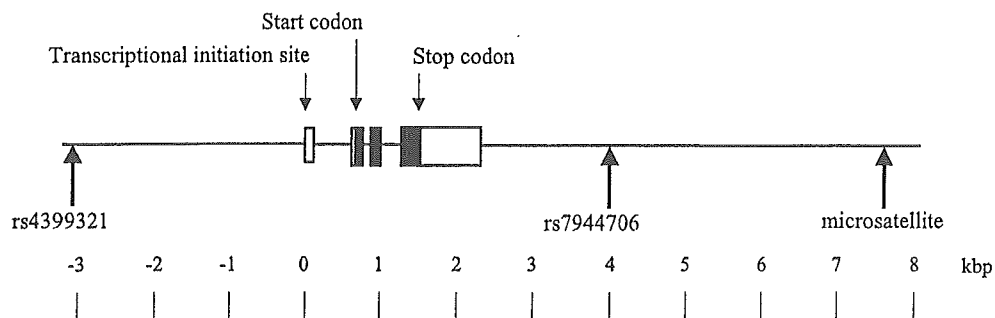 Start codon
Transcriptional initiation site
Stop codon
rs4399321
rs7944706
microsatellite
-3 -2 -1 0 1 2 3 4 5 6 7 8 kbp